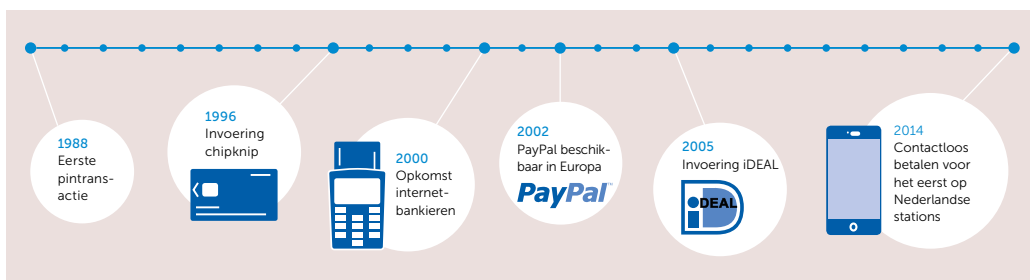 1988
Eerste
pintrans-
actie
1996
Invoering
chipknip
2000
Opkomst
internet-
bankieren
2002
PayPal beschik-
baar in Europa
PayPal™
2005
Invoering iDEAL
iDEAL
2014
Contactloos
betalen voor
het eerst op
Nederlandse
stations